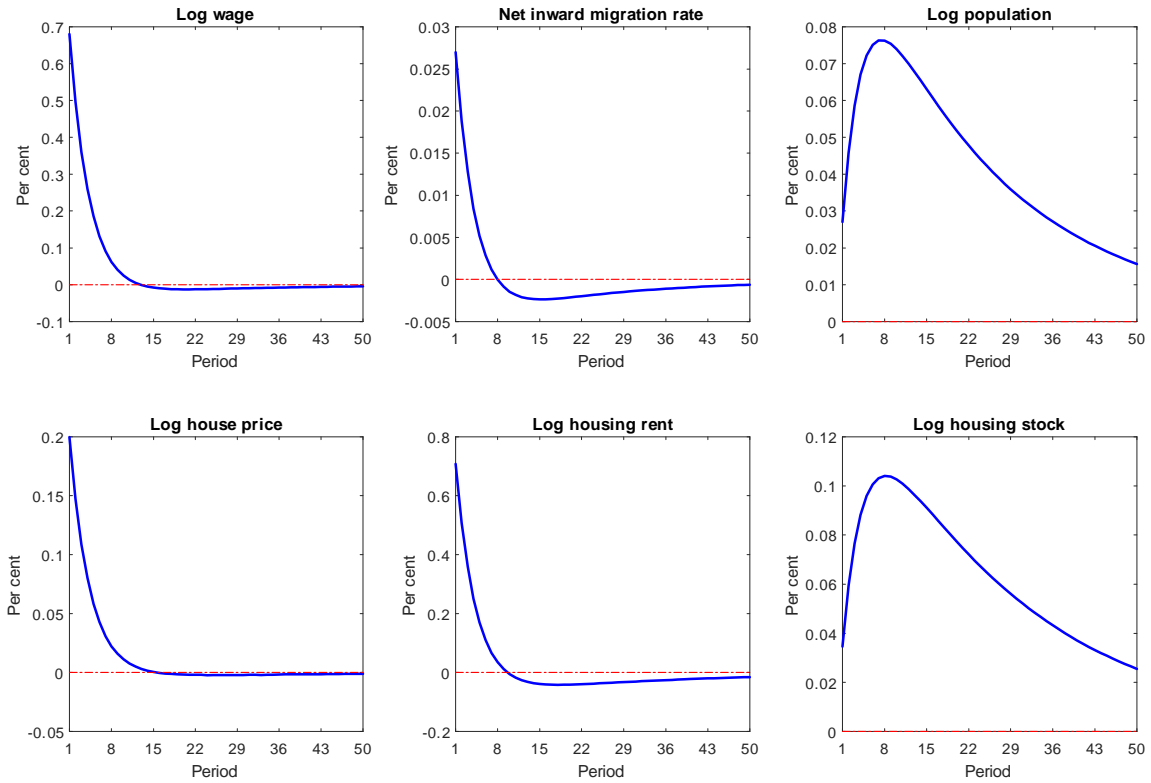 Log wage
Per cent
0.7
0.6
0.5
0.4
0.3
0.2
0.1
0
-0.1
1 8 15 22 29 36 43 50
Period
Net inward migration rate
Per cent
0.03
0.025
0.02
0.015
0.01
0.005
0
-0.005
1 8 15 22 29 36 43 50
Period
Log population
Per cent
0.08
0.07
0.06
0.05
0.04
0.03
0.02
0.01
0
1 8 15 22 29 36 43 50
Period
Log house price
Per cent
0.2
0.15
0.1
0.05
0
-0.05
1 8 15 22 29 36 43 50
Period
Log housing rent
Per cent
0.8
0.6
0.4
0.2
0
-0.2
1 8 15 22 29 36 43 50
Period
Log housing stock
Per cent
0.12
0.1
0.08
0.06
0.04
0.02
0
1 8 15 22 29 36 43 50
Period